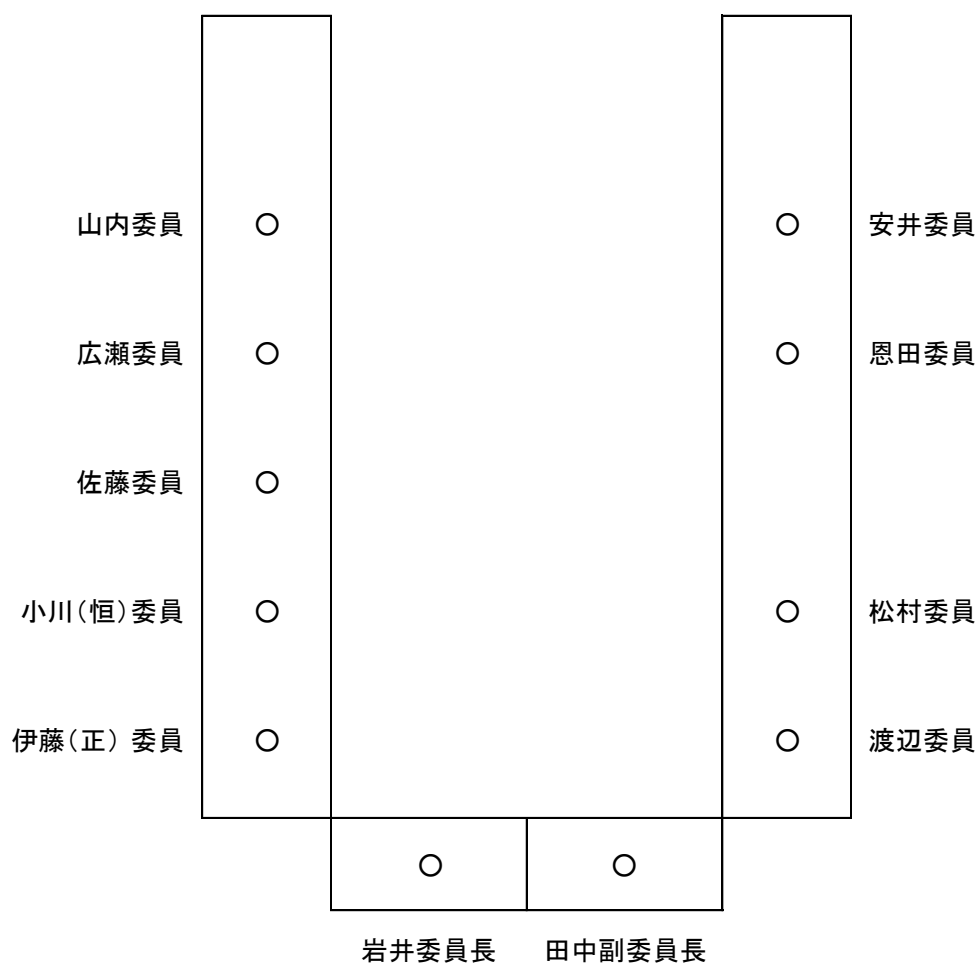 山内委員 ○ ○ 安井委員
広瀬委員 ○ ○ 恩田委員
佐藤委員 ○
小川(恒)委員 ○ ○ 松村委員
伊藤(正) 委員 ○ ○ 渡辺委員
○ ○
岩井委員長 田中副委員長